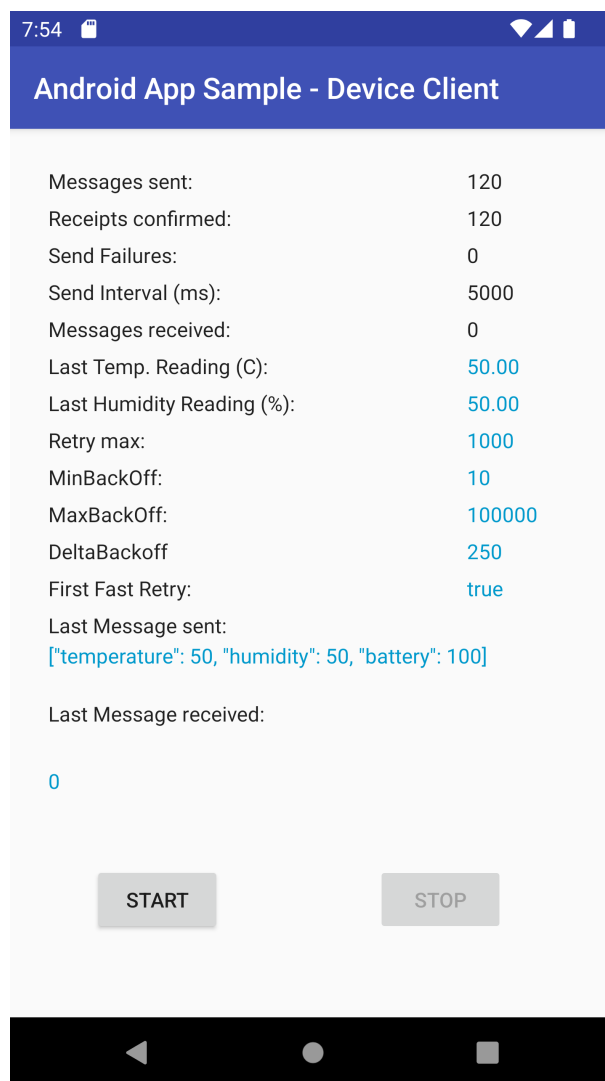 7:54
Android App Sample - Device Client
Messages sent: 120
Receipts confirmed: 120
Send Failures: 0
Send Interval (ms): 5000
Messages received: 0
Last Temp. Reading (C): 50.00
Last Humidity Reading (%): 50.00
Retry max: 1000
MinBackOff: 10
MaxBackOff: 100000
DeltaBackoff 250
First Fast Retry: true
Last Message sent:
["temperature": 50, "humidity": 50, "battery": 100]
Last Message received:
0
START STOP